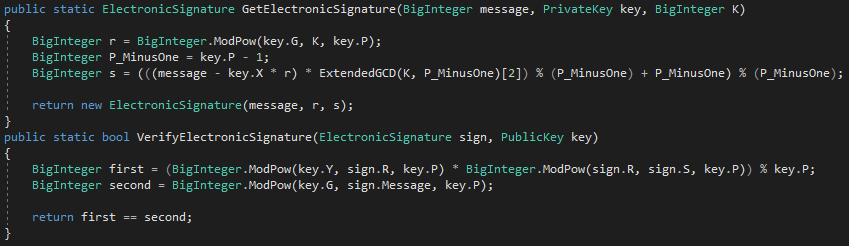 public static ElectronicSignature GetElectronicSignature(BigInteger message, PrivateKey key, BigInteger K)
{
BigInteger r = BigInteger.ModPow(key.G, K, key.P);
BigInteger P_MinusOne = key.P - 1;
BigInteger s = (((message - key.X * r) * ExtendedGCD(K, P_MinusOne)[2]) % (P_MinusOne) + P_MinusOne) % (P_MinusOne);
return new ElectronicSignature(message, r, s);
}
public static bool VerifyElectronicSignature(ElectronicSignature sign, PublicKey key)
{
BigInteger first = (BigInteger.ModPow(key.Y, sign.R, key.P) * BigInteger.ModPow(sign.R, sign.S, key.P)) % key.P;
BigInteger second = BigInteger.ModPow(key.G, sign.Message, key.P);
return first == second;
}